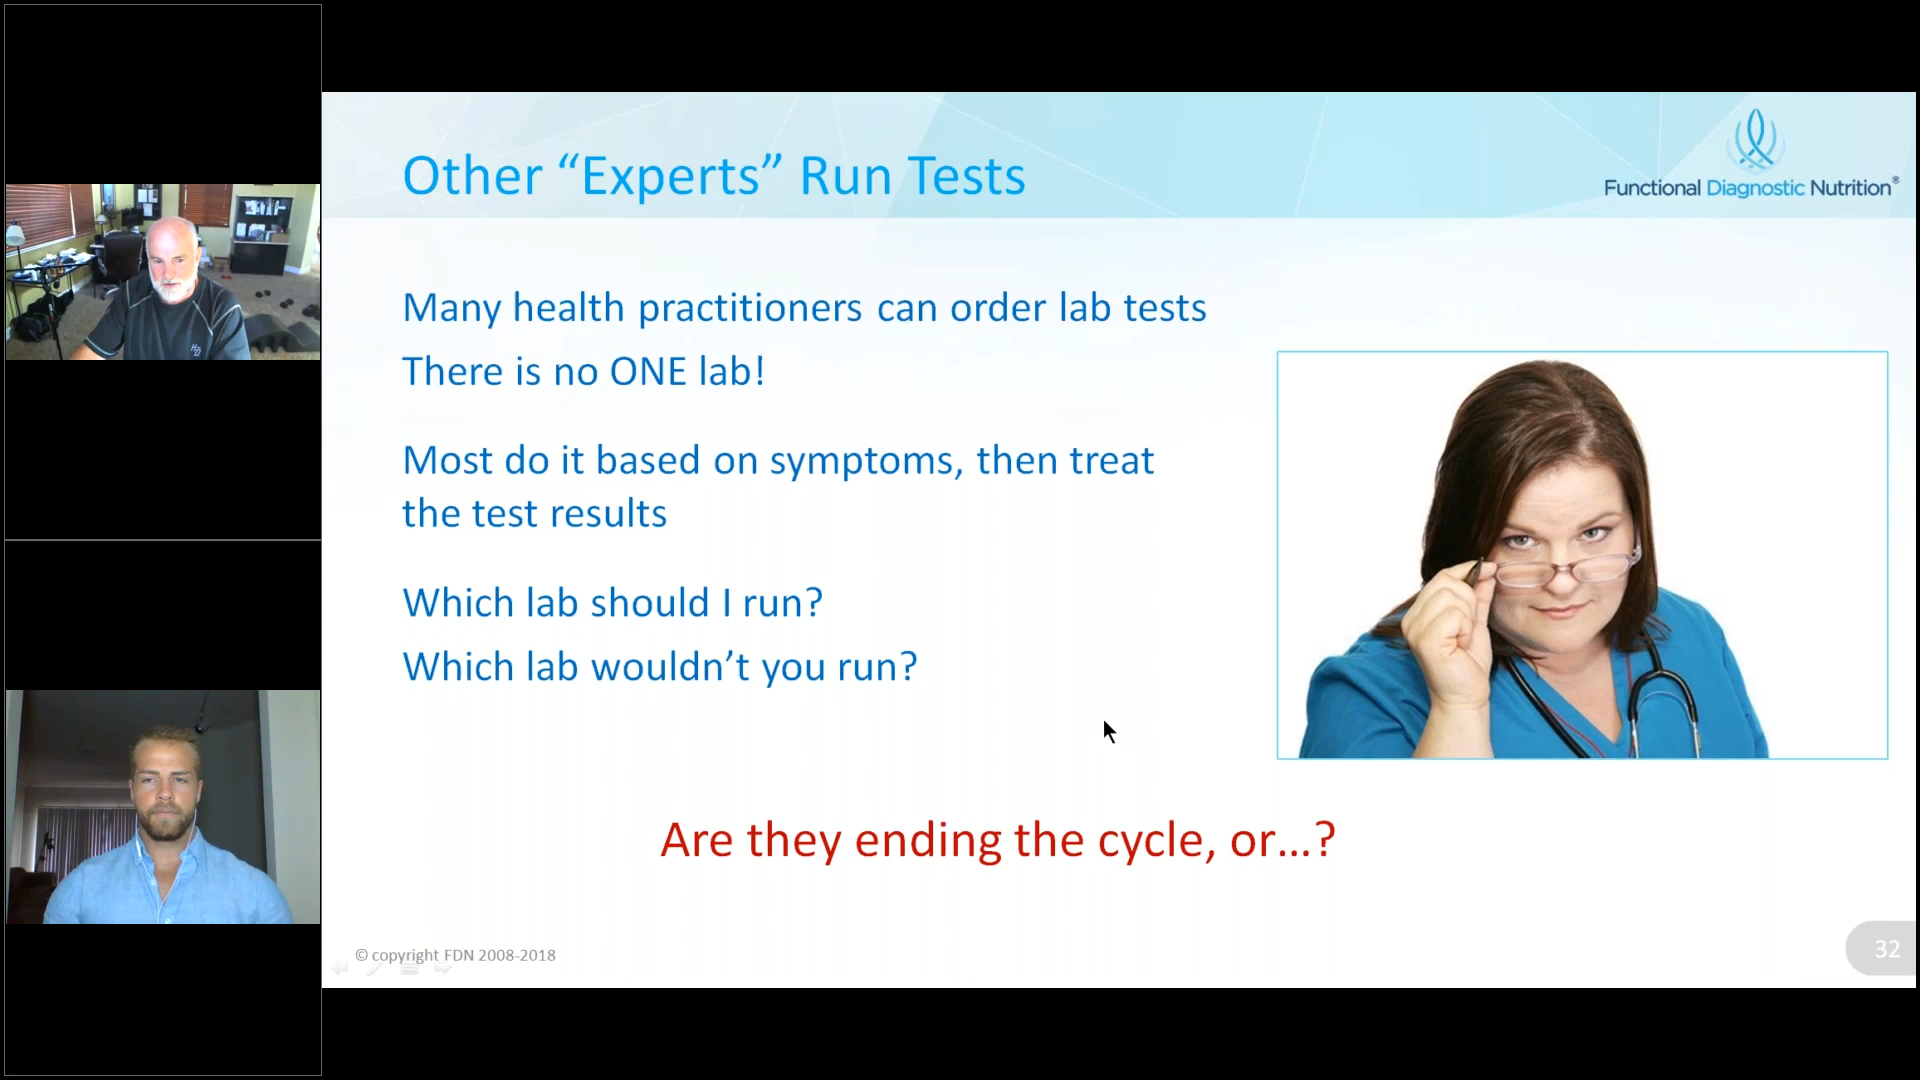 Other “Experts” Run Tests
Functional Diagnostic Nutrition®
Many health practitioners can order lab tests
There is no ONE lab!
Most do it based on symptoms, then treat
the test results
Which lab should I run?
Which lab wouldn’t you run?
Are they ending the cycle, or...?
© copyright FDN 2008-2018
32